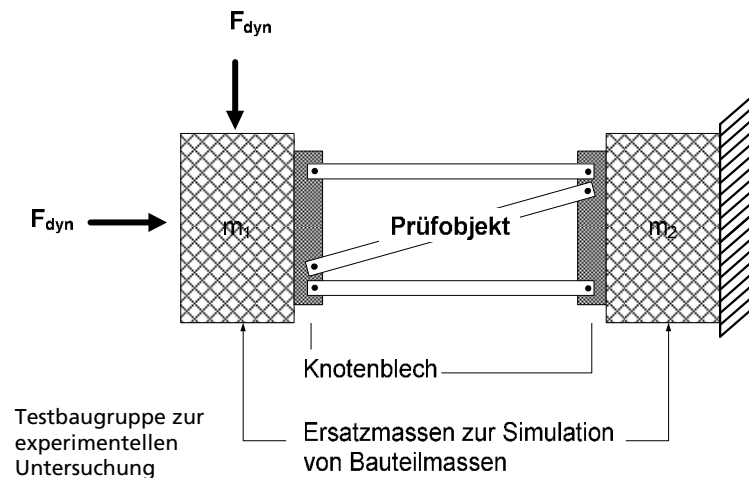 F_dyn
F_dyn
m₁
Prüfobjekt
m₂
Knotenblech
Testbaugruppe zur
experimentellen
Untersuchung
Ersatzmassen zur Simulation
von Bauteilmassen